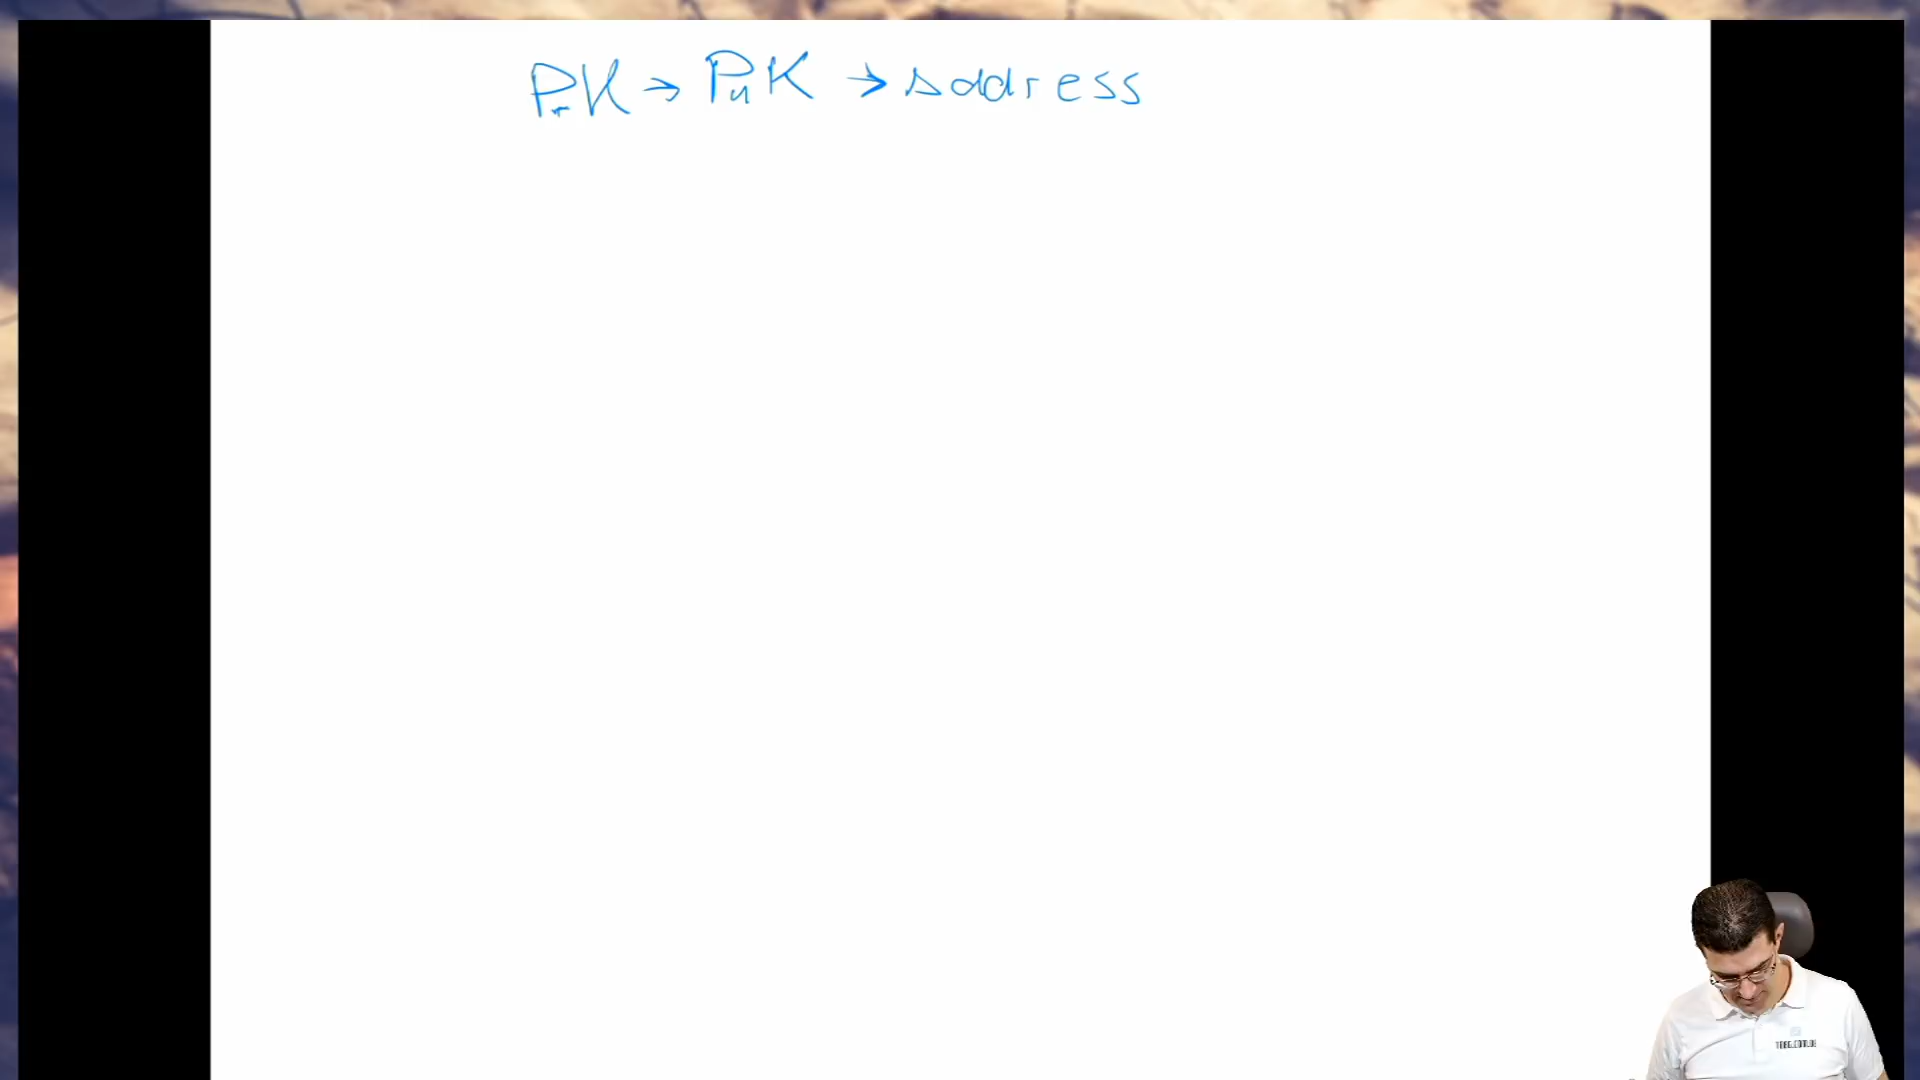 PrK → PuK → Address